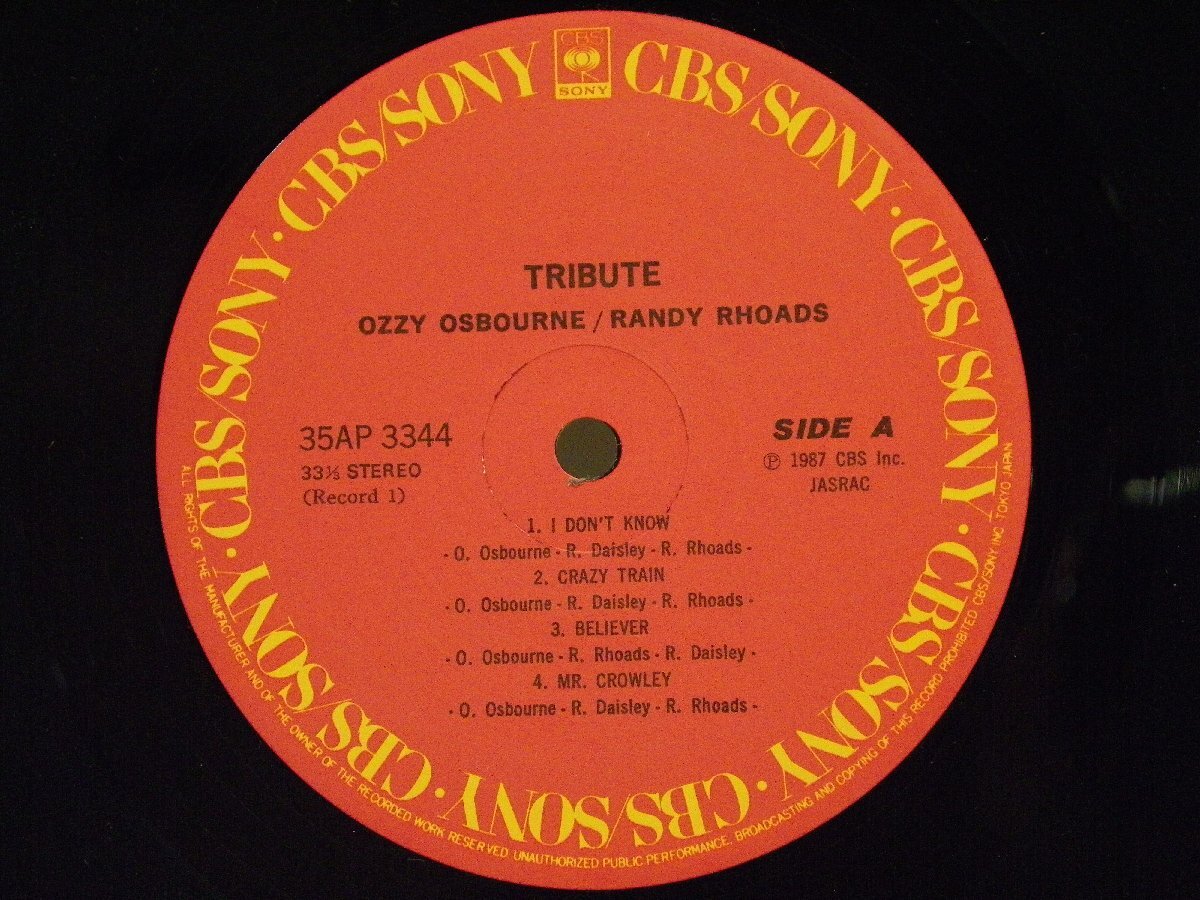 CBS
SONY
CBS/SONY · CBS/SONY · CBS/SONY · CBS/SONY · CBS/SONY · CBS/SONY · CBS/SONY · CBS/SONY
TRIBUTE
OZZY OSBOURNE / RANDY RHOADS
35AP 3344
33⅓ STEREO
(Record 1)
SIDE A
Ⓟ 1987 CBS Inc.
JASRAC
1. I DON'T KNOW
- O. Osbourne - R. Daisley - R. Rhoads -
2. CRAZY TRAIN
- O. Osbourne - R. Daisley - R. Rhoads -
3. BELIEVER
- O. Osbourne - R. Rhoads - R. Daisley -
4. MR. CROWLEY
- O. Osbourne - R. Daisley - R. Rhoads -
ALL RIGHTS OF THE MANUFACTURER AND OF THE OWNER OF THE RECORDED WORK RESERVED. UNAUTHORIZED PUBLIC PERFORMANCE, BROADCASTING AND COPYING OF THIS RECORD PROHIBITED CBS/SONY INC. TOKYO JAPAN